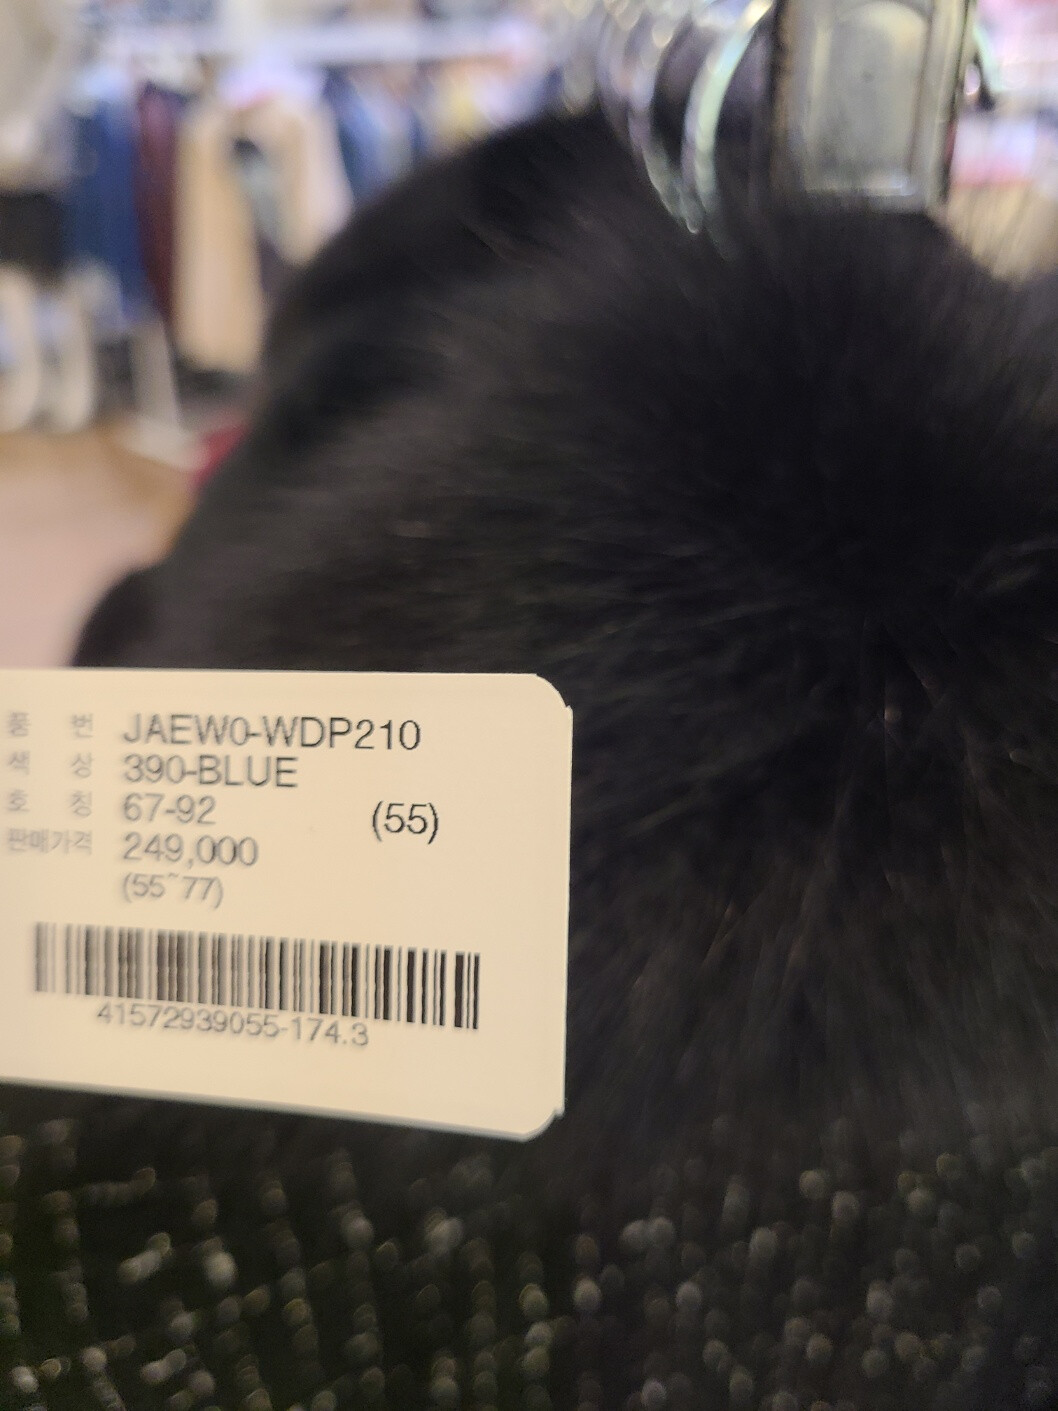 품 번 JAEW0-WDP210
색 상 390-BLUE
호 칭 67-92 (55)
판매가격 249,000
(55~77)
41572939055-174.3